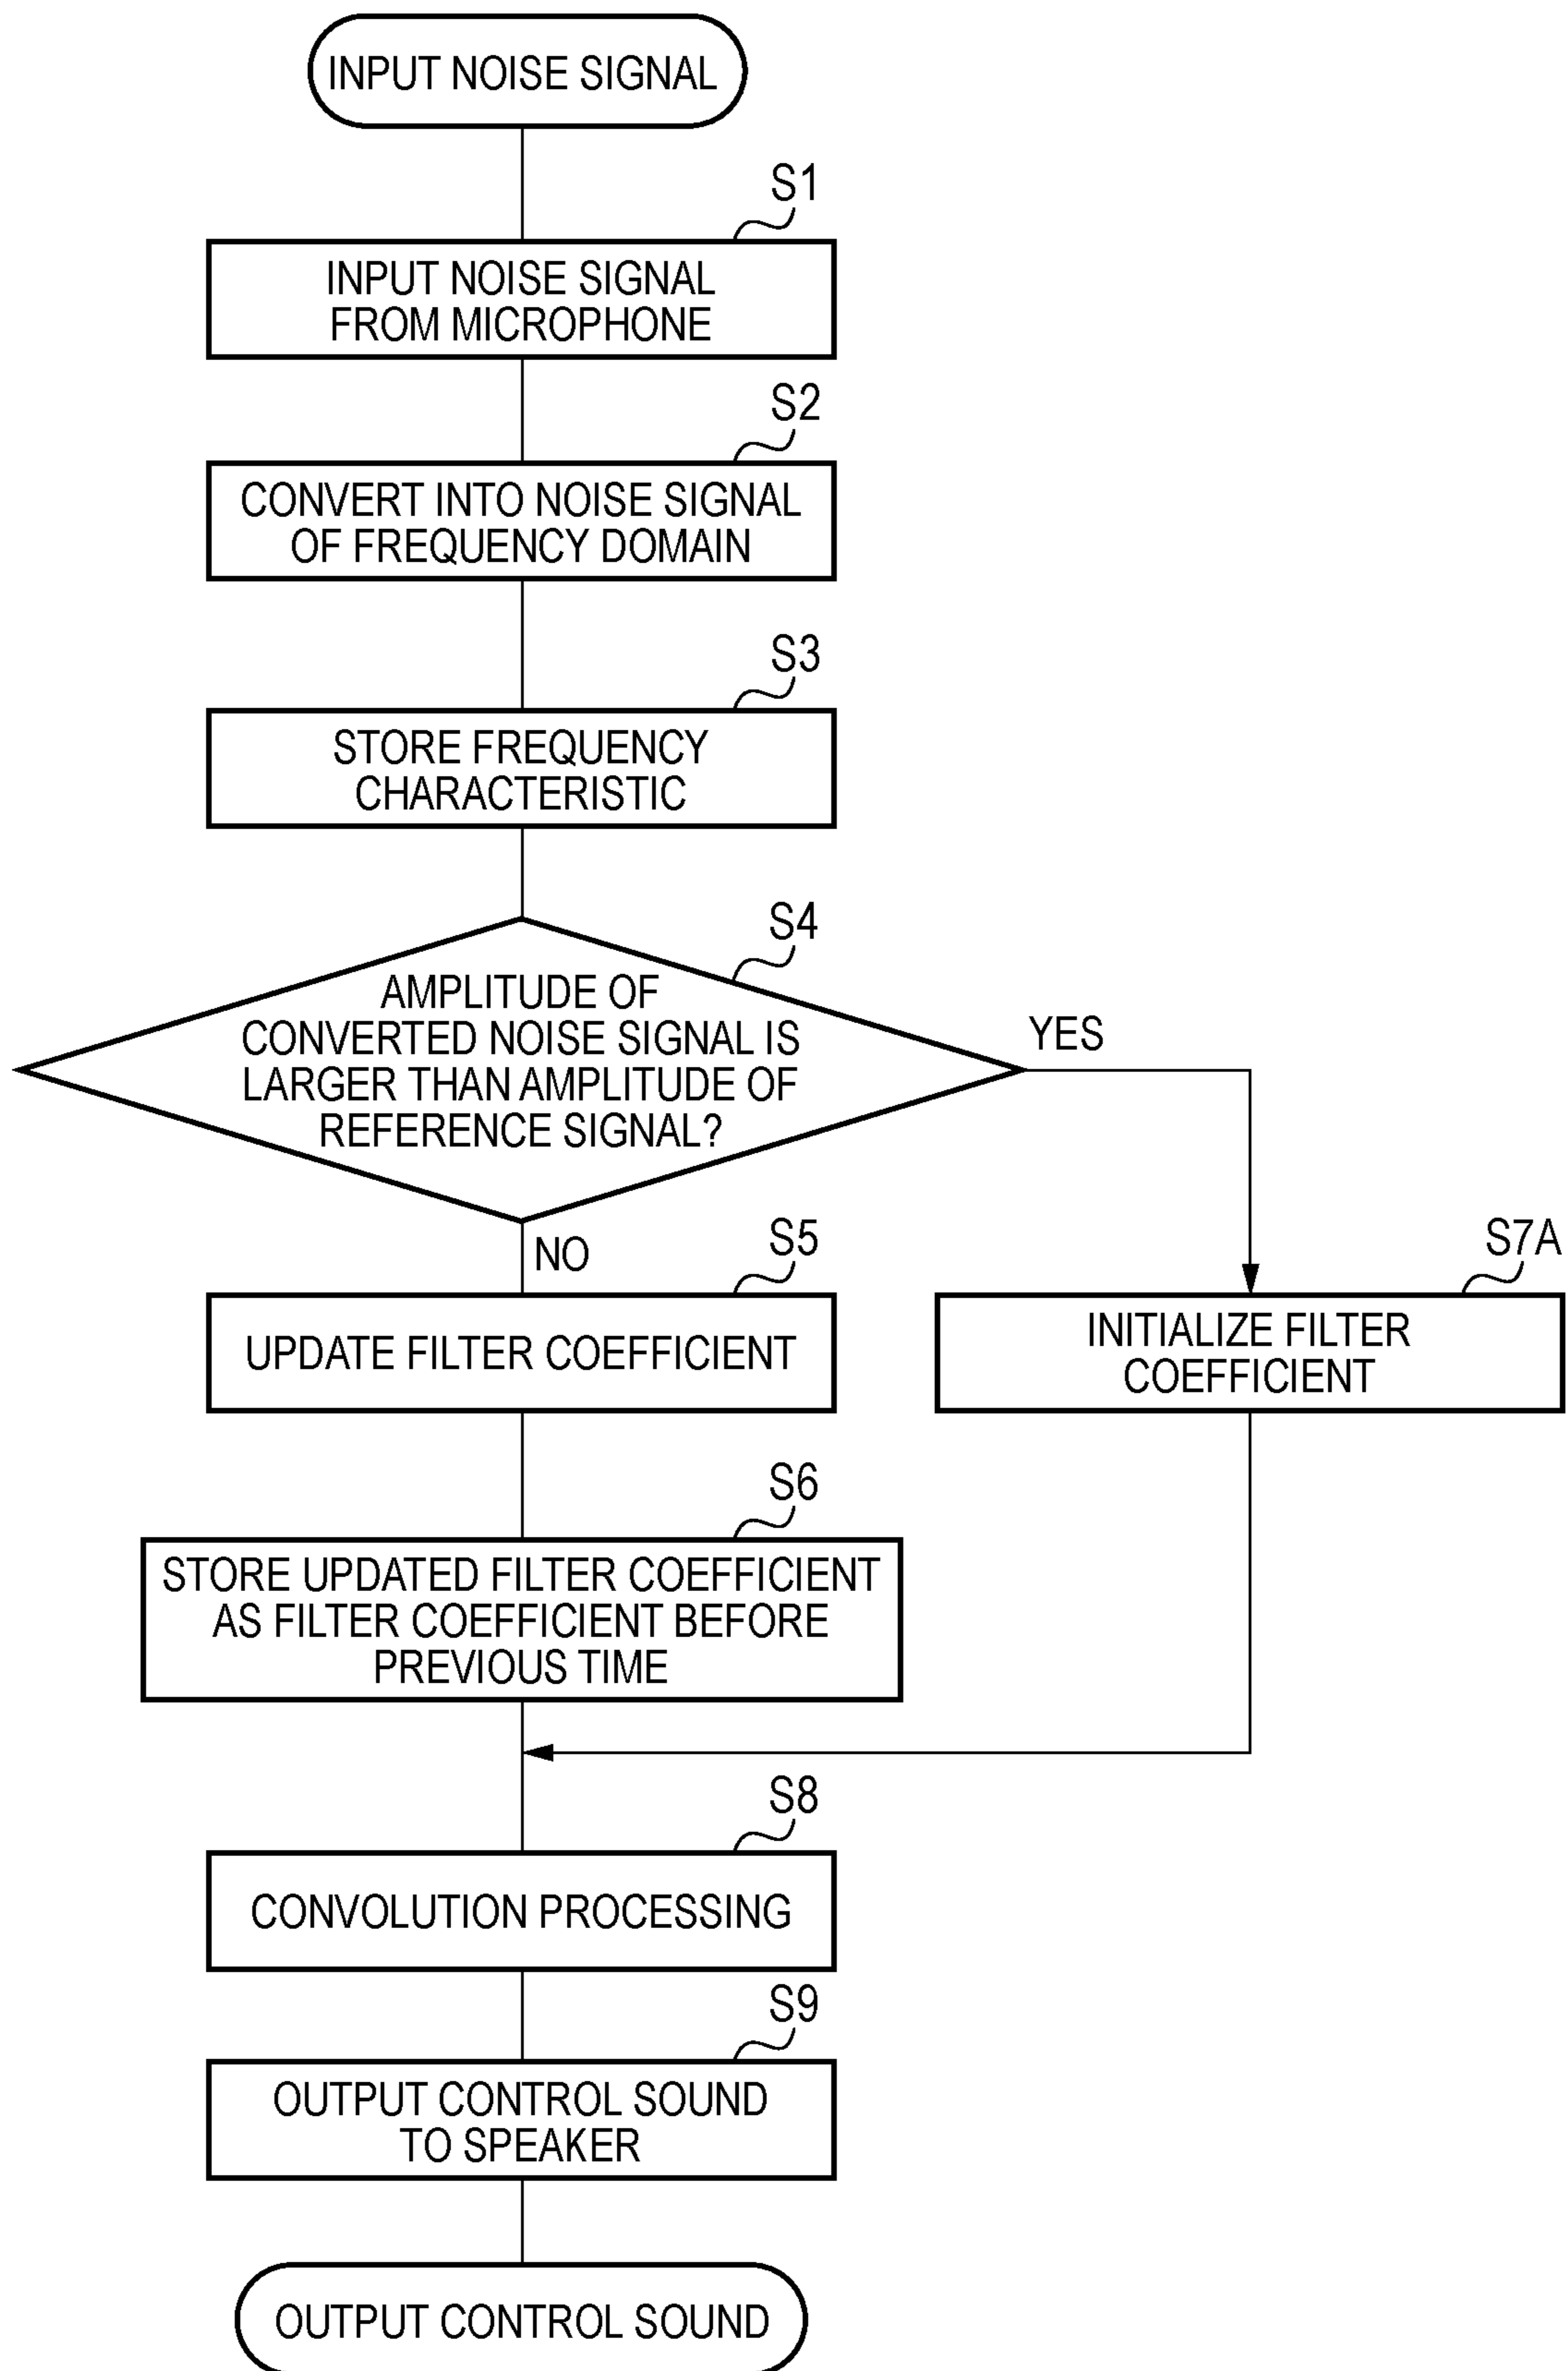 INPUT NOISE SIGNAL
S1
INPUT NOISE SIGNAL
FROM MICROPHONE
S2
CONVERT INTO NOISE SIGNAL
OF FREQUENCY DOMAIN
S3
STORE FREQUENCY
CHARACTERISTIC
S4
AMPLITUDE OF
CONVERTED NOISE SIGNAL IS
LARGER THAN AMPLITUDE OF
REFERENCE SIGNAL?
YES
NO
S5
UPDATE FILTER COEFFICIENT
S7A
INITIALIZE FILTER
COEFFICIENT
S6
STORE UPDATED FILTER COEFFICIENT
AS FILTER COEFFICIENT BEFORE
PREVIOUS TIME
S8
CONVOLUTION PROCESSING
S9
OUTPUT CONTROL SOUND
TO SPEAKER
OUTPUT CONTROL SOUND